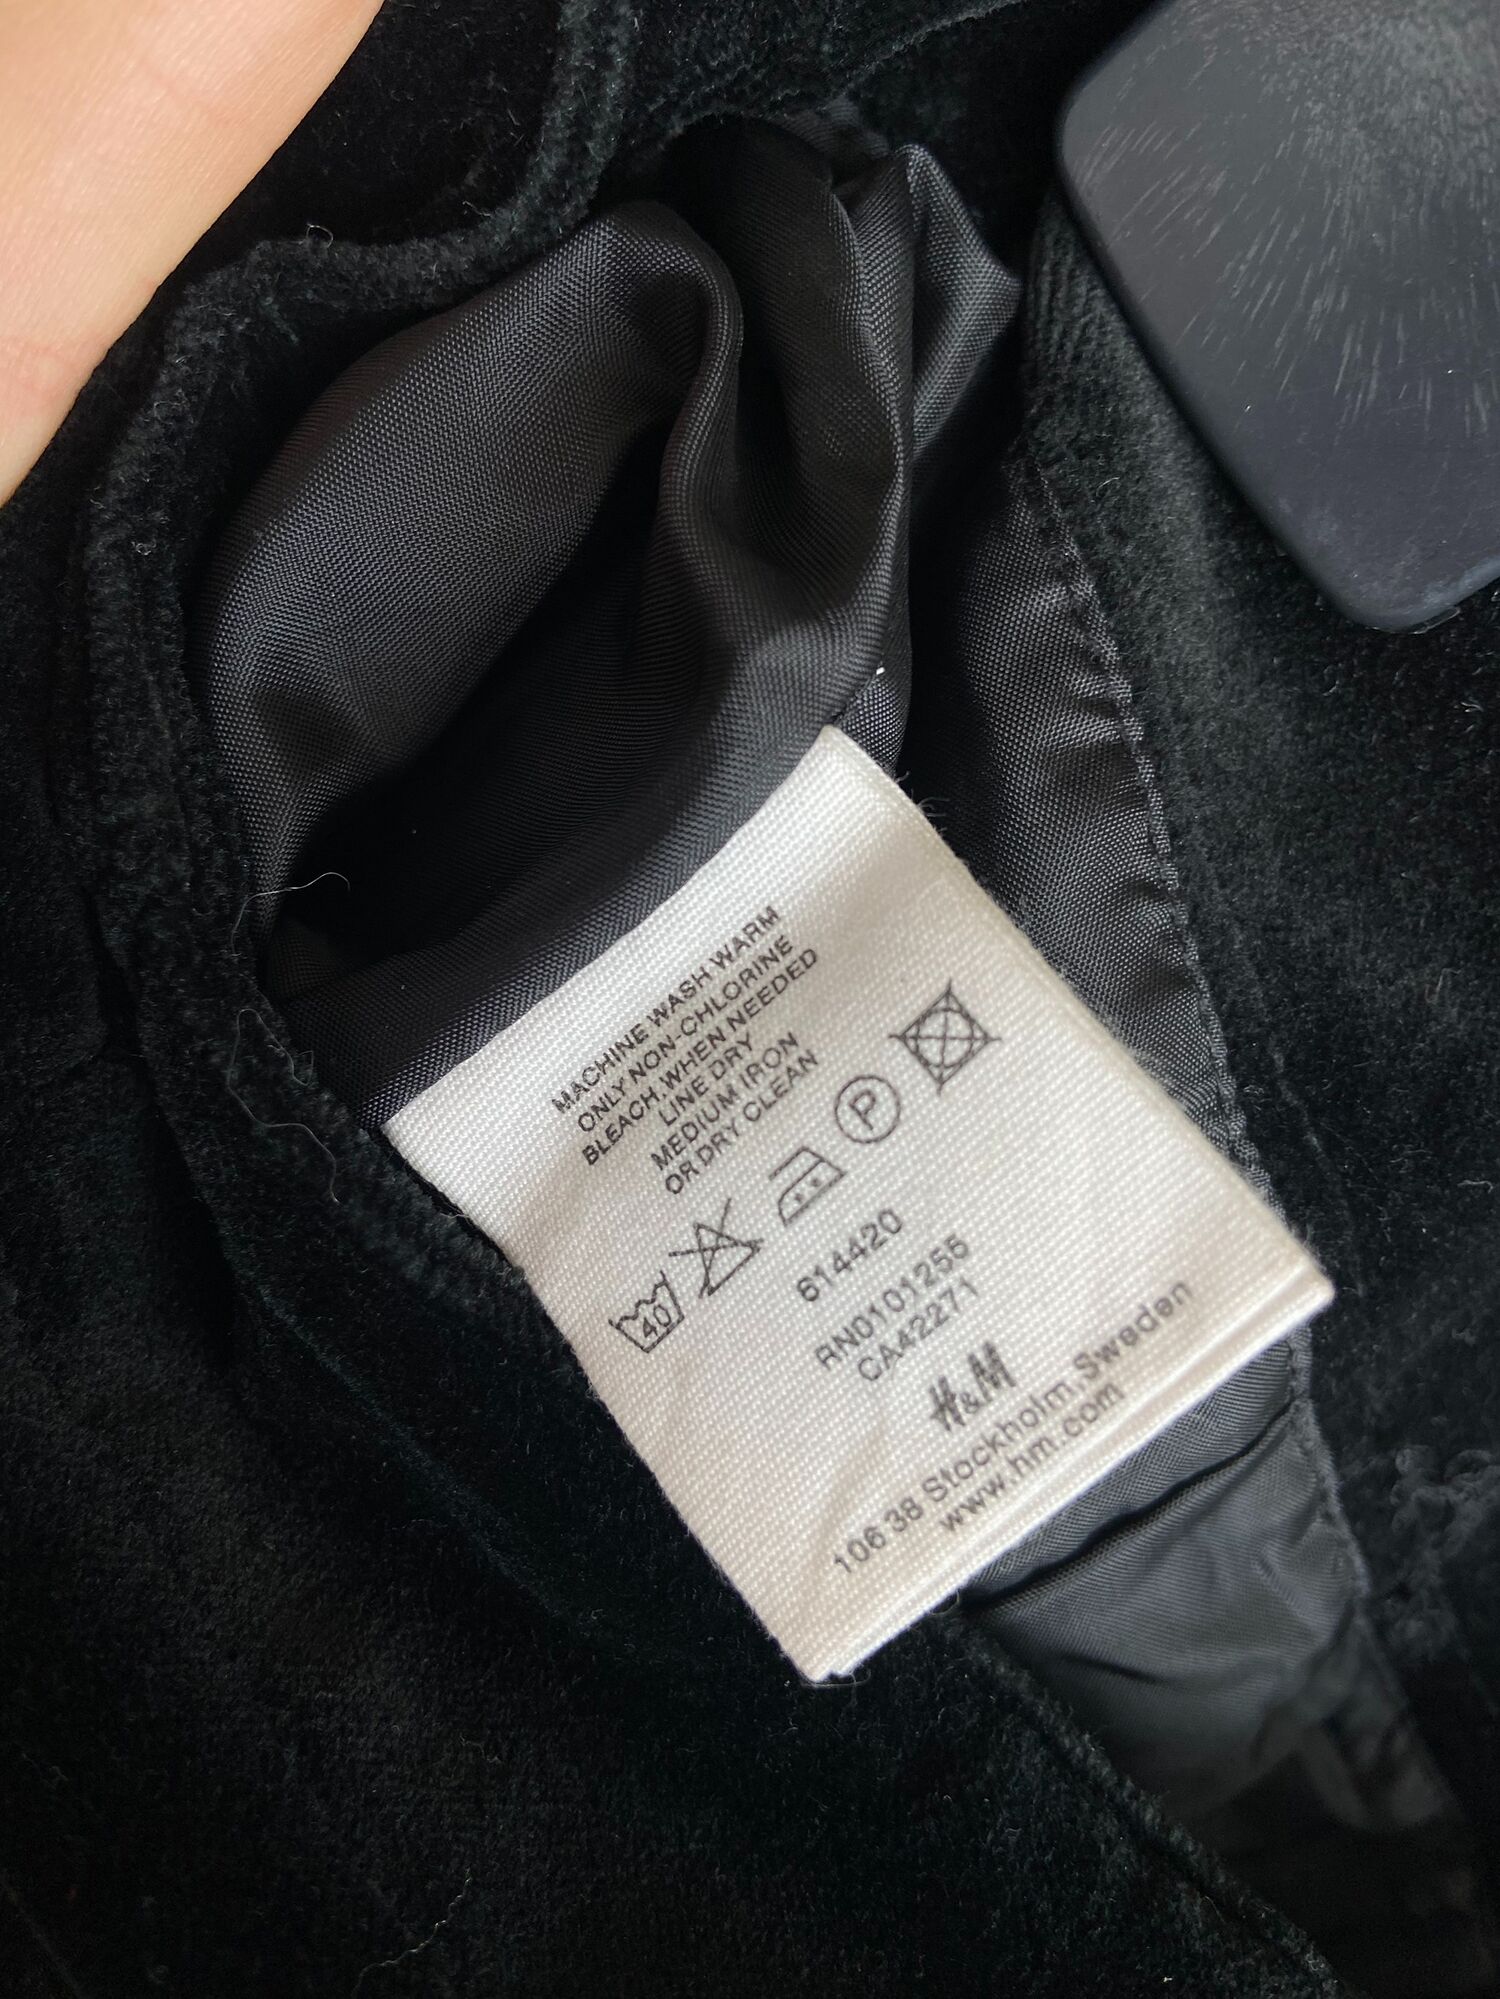 MACHINE WASH WARM
ONLY NON-CHLORINE
BLEACH, WHEN NEEDED
LINE DRY
MEDIUM IRON
OR DRY CLEAN
40
P
614420
RN0101255
CA42271
H&M
106 38 Stockholm, Sweden
www.hm.com